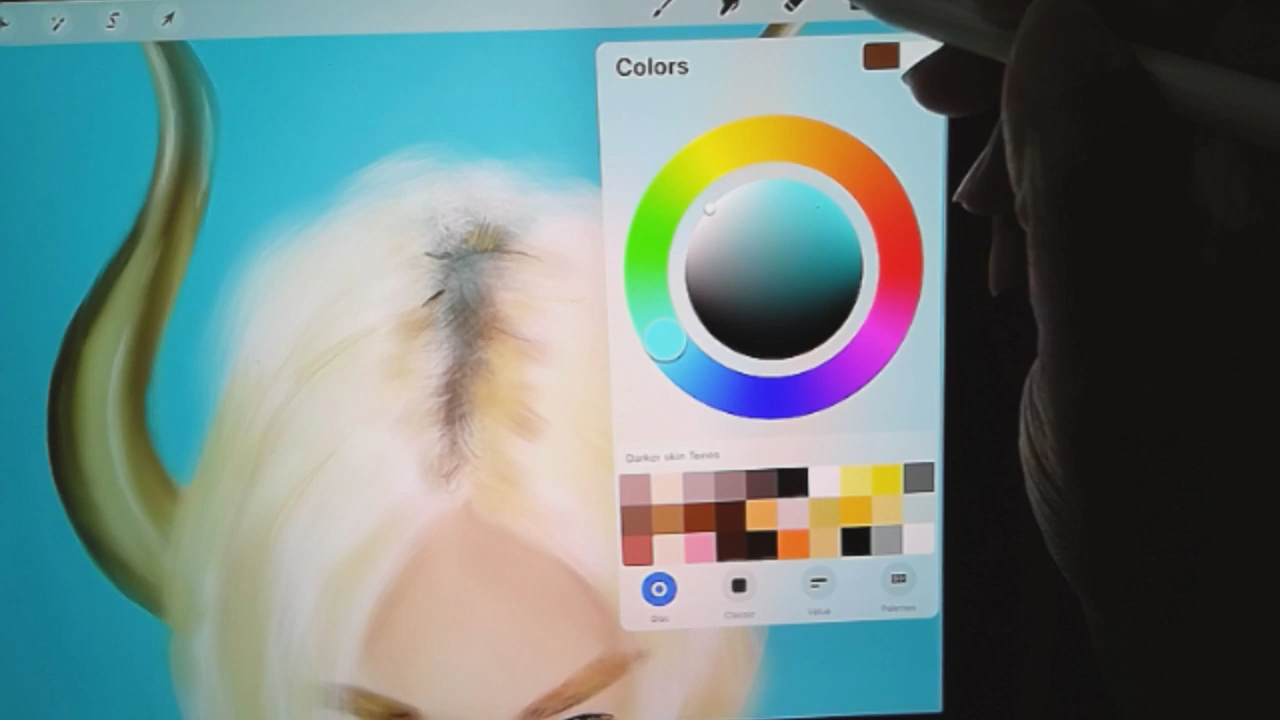 Colors
Darker skin Tones
Disc
Classic
Value
Palettes